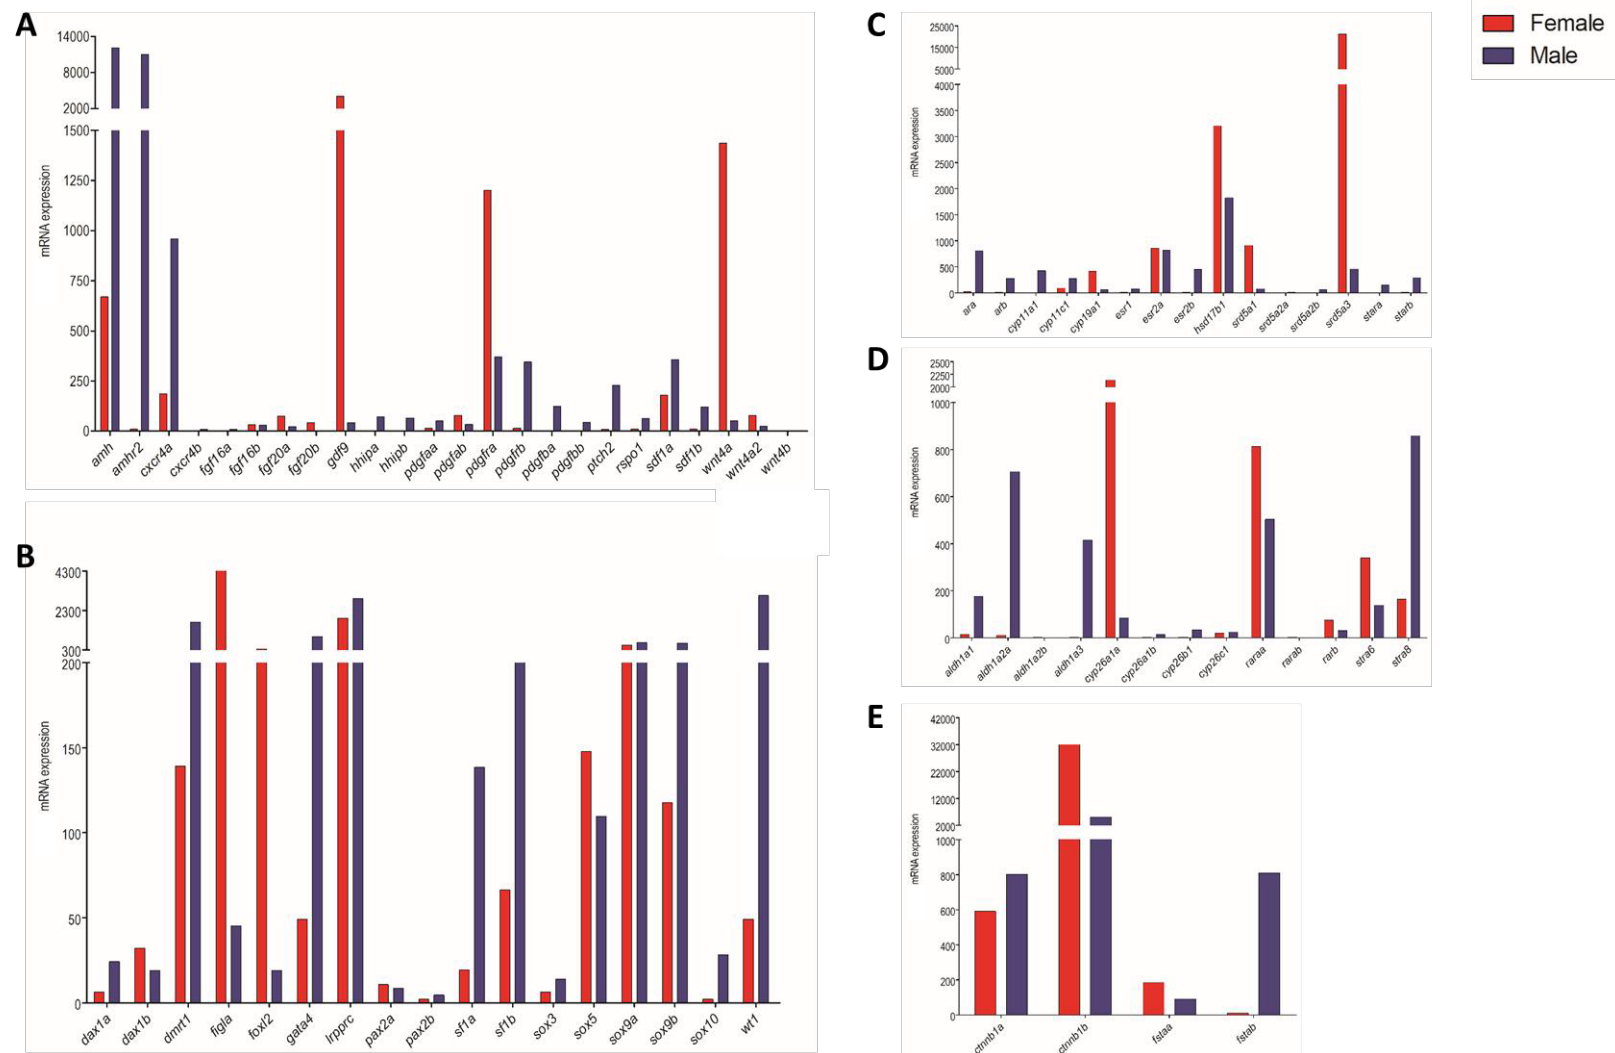 A
14000
8000
2000
1500
1250
1000
750
500
250
0
mRNA expression
amh
amhr2
cxcr4a
cxcr4b
fgf16a
fgf16b
fgf20a
fgf20b
gdf9
hhipa
hhipb
pdgfaa
pdgfab
pdgfra
pdgfrb
pdgfba
pdgfbb
ptch2
rspo1
sdf1a
sdf1b
wnt4a
wnt4a2
wnt4b
B
4300
2300
300
200
150
100
50
0
mRNA expression
dax1a
dax1b
dmrt1
figla
foxl2
gata4
lrpprc
pax2a
pax2b
sf1a
sf1b
sox3
sox5
sox9a
sox9b
sox10
wt1
C
25000
15000
5000
4000
3500
3000
2500
2000
1500
1000
500
0
mRNA expression
ara
arb
cyp11a1
cyp11c1
cyp19a1
esr1
esr2a
esr2b
hsd17b1
srd5a1
srd5a2a
srd5a2b
srd5a3
stara
starb
Female
Male
D
2500
2250
2000
1000
800
600
400
200
0
mRNA expression
aldh1a1
aldh1a2a
aldh1a2b
aldh1a3
cyp26a1a
cyp26a1b
cyp26b1
cyp26c1
raraa
rarab
rarb
stra6
stra8
E
42000
32000
22000
12000
2000
1000
800
600
400
200
0
mRNA expression
ctnnb1a
ctnnb1b
fstaa
fstab